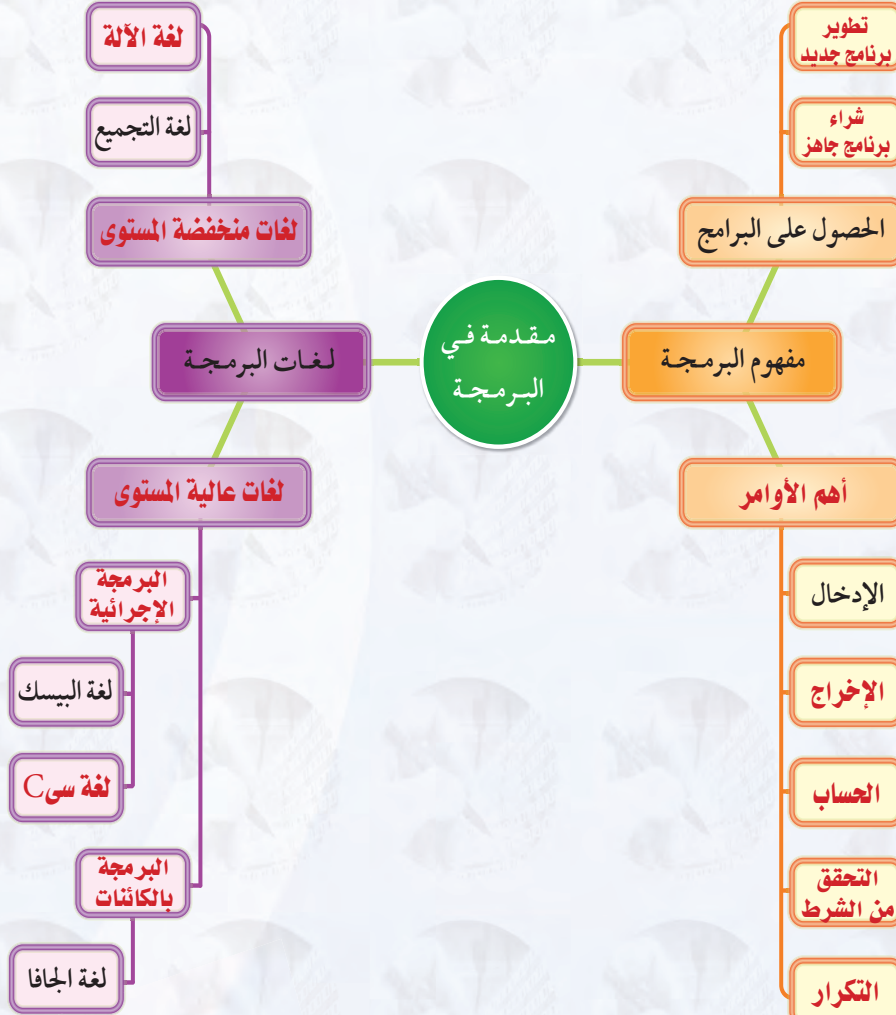 مقدمة في
البرمجة
مفهوم البرمجة
الحصول على البرامج
تطوير
برنامج جديد
شراء
برنامج جاهز
أهم الأوامر
الإدخال
الإخراج
الحساب
التحقق
من الشرط
التكرار
لغات البرمجة
لغات منخفضة المستوى
لغة الآلة
لغة التجميع
لغات عالية المستوى
البرمجة
الإجرائية
لغة البيسك
لغة سي C
البرمجة
بالكائنات
لغة الجافا